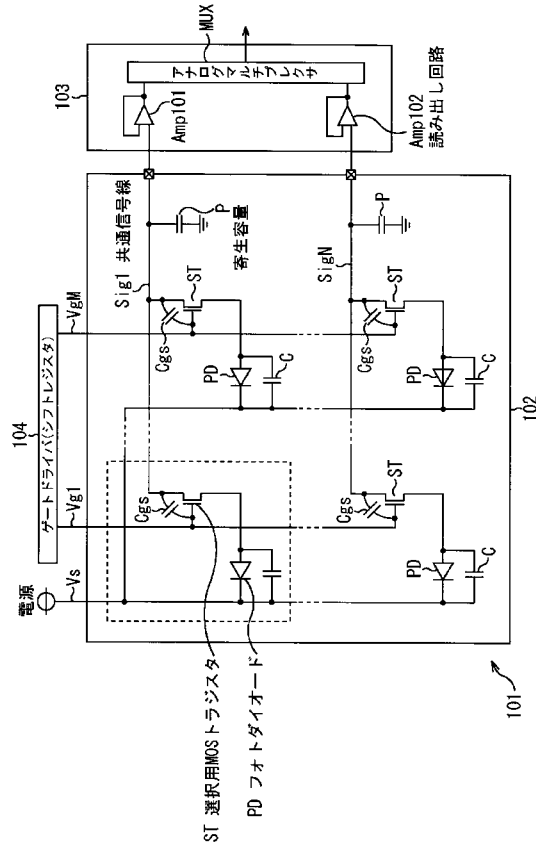 103
MUX
アナログマルチプレクサ
Amp101
Amp102
読み出し回路
104
ゲートドライバ(シフトレジスタ)
VgM
Vg1
電源
Vs
Sig1 共通信号線
P
寄生容量
Cgs
ST
PD
C
Cgs
SigN
P
Cgs
ST
PD
C
Cgs
ST
PD
C
ST 選択用MOSトラジスタ
PD フォトダイオード
102
101